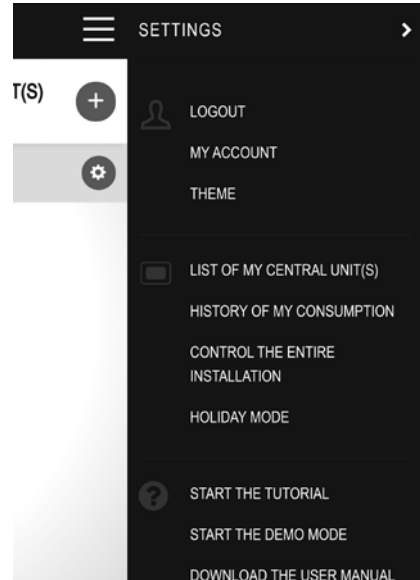 SETTINGS
T(S)
LOGOUT
MY ACCOUNT
THEME
LIST OF MY CENTRAL UNIT(S)
HISTORY OF MY CONSUMPTION
CONTROL THE ENTIRE
INSTALLATION
HOLIDAY MODE
START THE TUTORIAL
START THE DEMO MODE
DOWNLOAD THE USER MANUAL